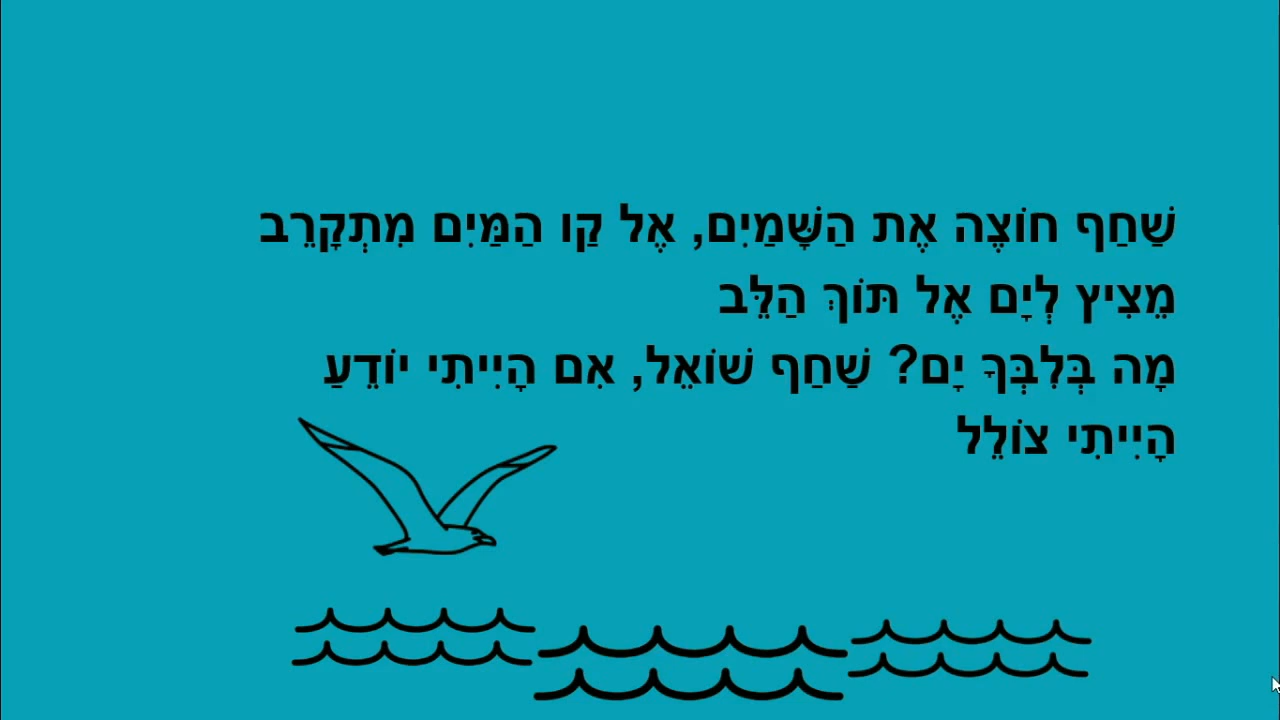 שַׁחַף חוֹצֶה אֶת הַשָּׁמַיִם, אֶל קַו הַמַּיִם מִתְקָרֵב
מֵצִיץ לְיָם אֶל תּוֹךְ הַלֵּב
מָה בְּלִבְּךָ יָם? שַׁחַף שׁוֹאֵל, אִם הָיִיתִי יוֹדֵעַ
הָיִיתִי צוֹלֵל